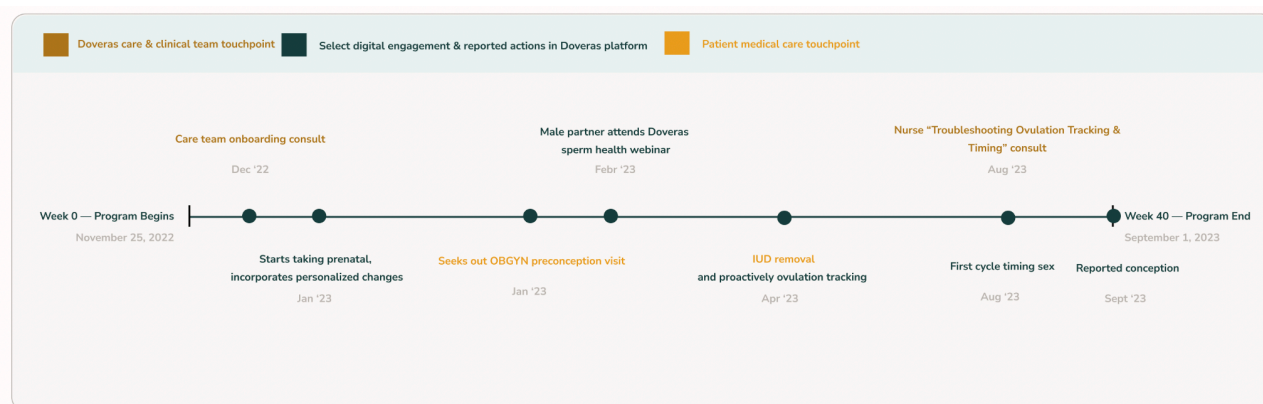 Doveras care & clinical team touchpoint
Select digital engagement & reported actions in Doveras platform
Patient medical care touchpoint
Care team onboarding consult
Dec ‘22
Male partner attends Doveras
sperm health webinar
Febr ‘23
Nurse “Troubleshooting Ovulation Tracking &
Timing” consult
Aug ‘23
Week 0 — Program Begins
November 25, 2022
Week 40 — Program End
September 1, 2023
Starts taking prenatal,
incorporates personalized changes
Jan ‘23
Seeks out OBGYN preconception visit
Jan ‘23
IUD removal
and proactively ovulation tracking
Apr ‘23
First cycle timing sex
Aug ‘23
Reported conception
Sept ‘23